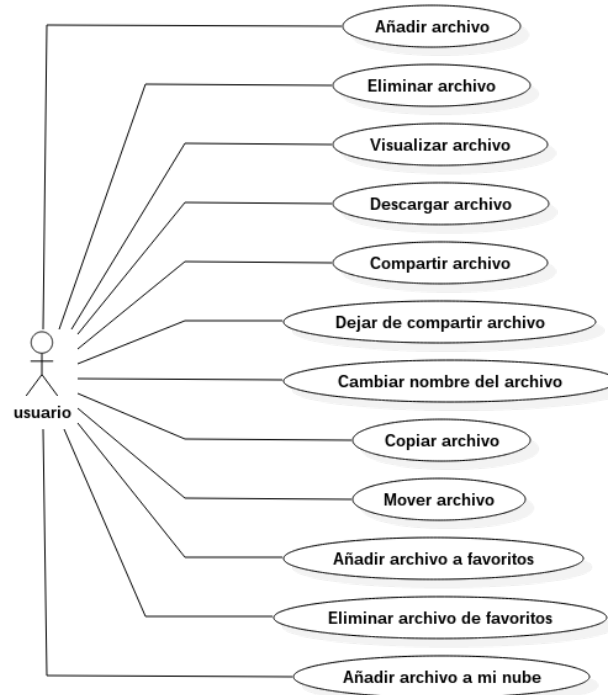 Añadir archivo
Eliminar archivo
Visualizar archivo
Descargar archivo
Compartir archivo
Dejar de compartir archivo
Cambiar nombre del archivo
usuario
Copiar archivo
Mover archivo
Añadir archivo a favoritos
Eliminar archivo de favoritos
Añadir archivo a mi nube